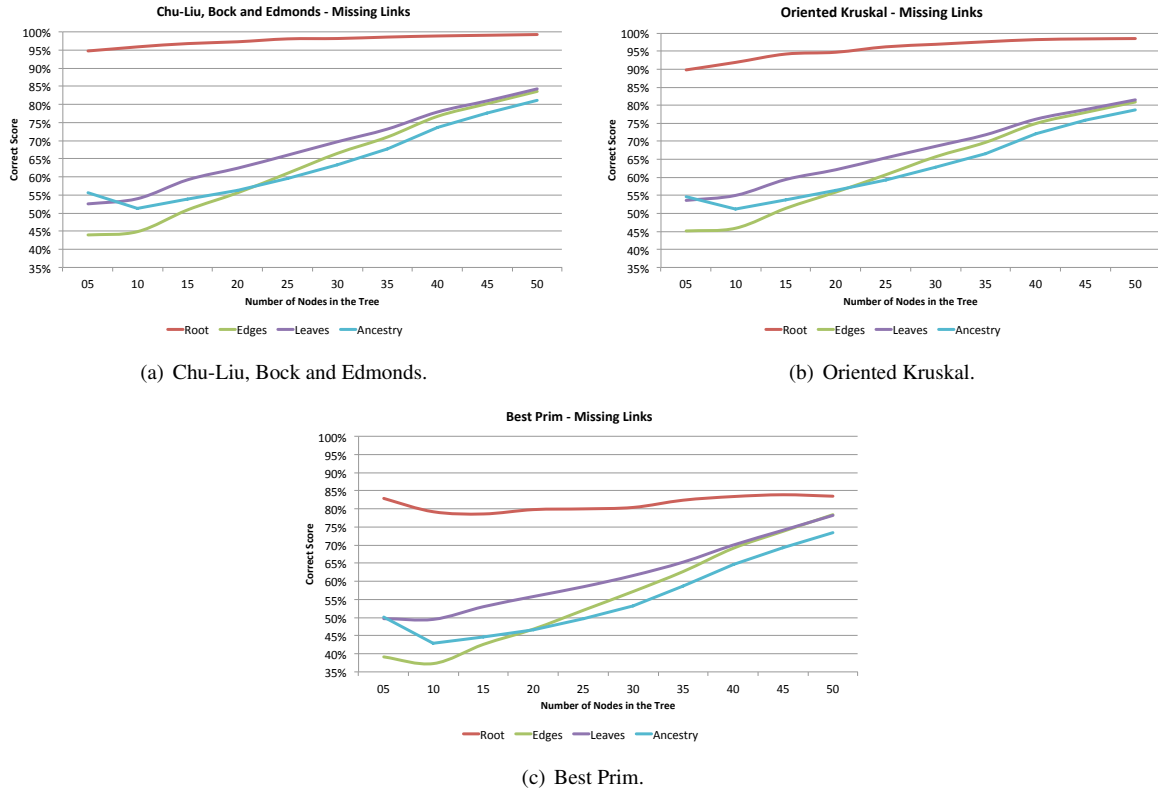 Chu-Liu, Bock and Edmonds - Missing Links
100%
95%
90%
85%
80%
75%
70%
65%
60%
55%
50%
45%
40%
35%
Correct Score
05 10 15 20 25 30 35 40 45 50
Number of Nodes in the Tree
Root Edges Leaves Ancestry
(a) Chu-Liu, Bock and Edmonds.
Oriented Kruskal - Missing Links
100%
95%
90%
85%
80%
75%
70%
65%
60%
55%
50%
45%
40%
35%
Correct Score
05 10 15 20 25 30 35 40 45 50
Number of Nodes in the Tree
Root Edges Leaves Ancestry
(b) Oriented Kruskal.
Best Prim - Missing Links
100%
95%
90%
85%
80%
75%
70%
65%
60%
55%
50%
45%
40%
35%
Correct Score
05 10 15 20 25 30 35 40 45 50
Number of Nodes in the Tree
Root Edges Leaves Ancestry
(c) Best Prim.